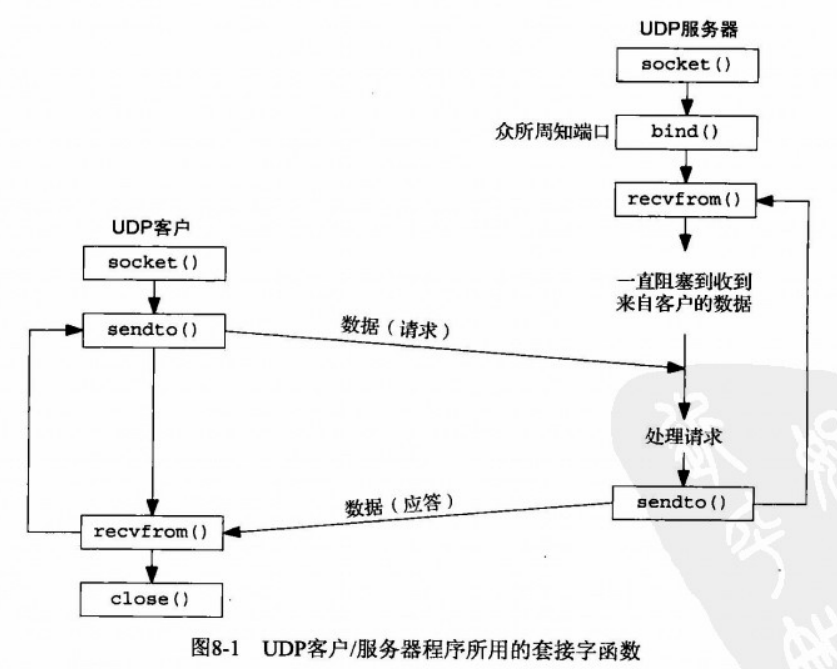 UDP服务器
socket()
众所周知端口
bind()
recvfrom()
UDP客户
socket()
一直阻塞到收到
来自客户的数据
sendto()
数据（请求）
处理请求
sendto()
数据（应答）
recvfrom()
close()
图8-1 UDP客户/服务器程序所用的套接字函数